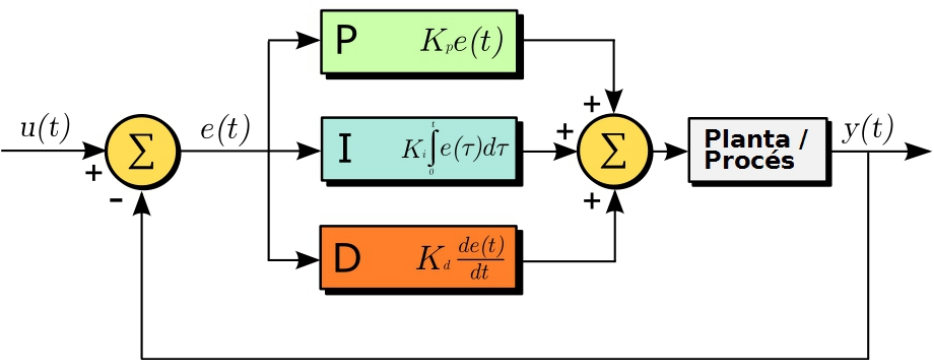 u(t)
+
-
Σ
e(t)
P K_p e(t)
I K_i ∫_0^t e(τ)dτ
D K_d de(t)/dt
+
+
+
Σ
Planta /
Procés
y(t)